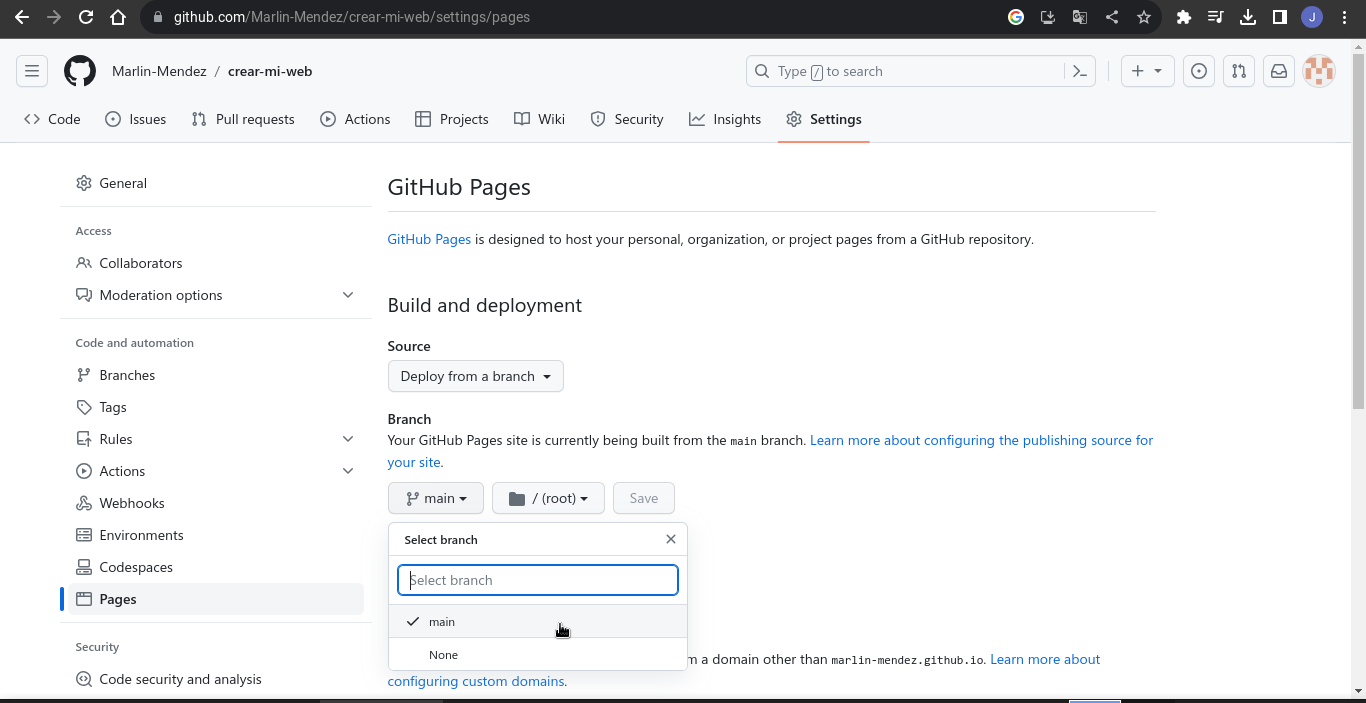 github.com/Marlin-Mendez/crear-mi-web/settings/pages
J
Marlin-Mendez / crear-mi-web
Type / to search
Code Issues Pull requests Actions Projects Wiki Security Insights Settings
General
Access
Collaborators
Moderation options
Code and automation
Branches
Tags
Rules
Actions
Webhooks
Environments
Codespaces
Pages
Security
Code security and analysis
GitHub Pages
GitHub Pages is designed to host your personal, organization, or project pages from a GitHub repository.
Build and deployment
Source
Deploy from a branch
Branch
Your GitHub Pages site is currently being built from the main branch. Learn more about configuring the publishing source for
your site.
main / (root) Save
Select branch
Select branch
main
None
m a domain other than marlin-mendez.github.io. Learn more about
configuring custom domains.